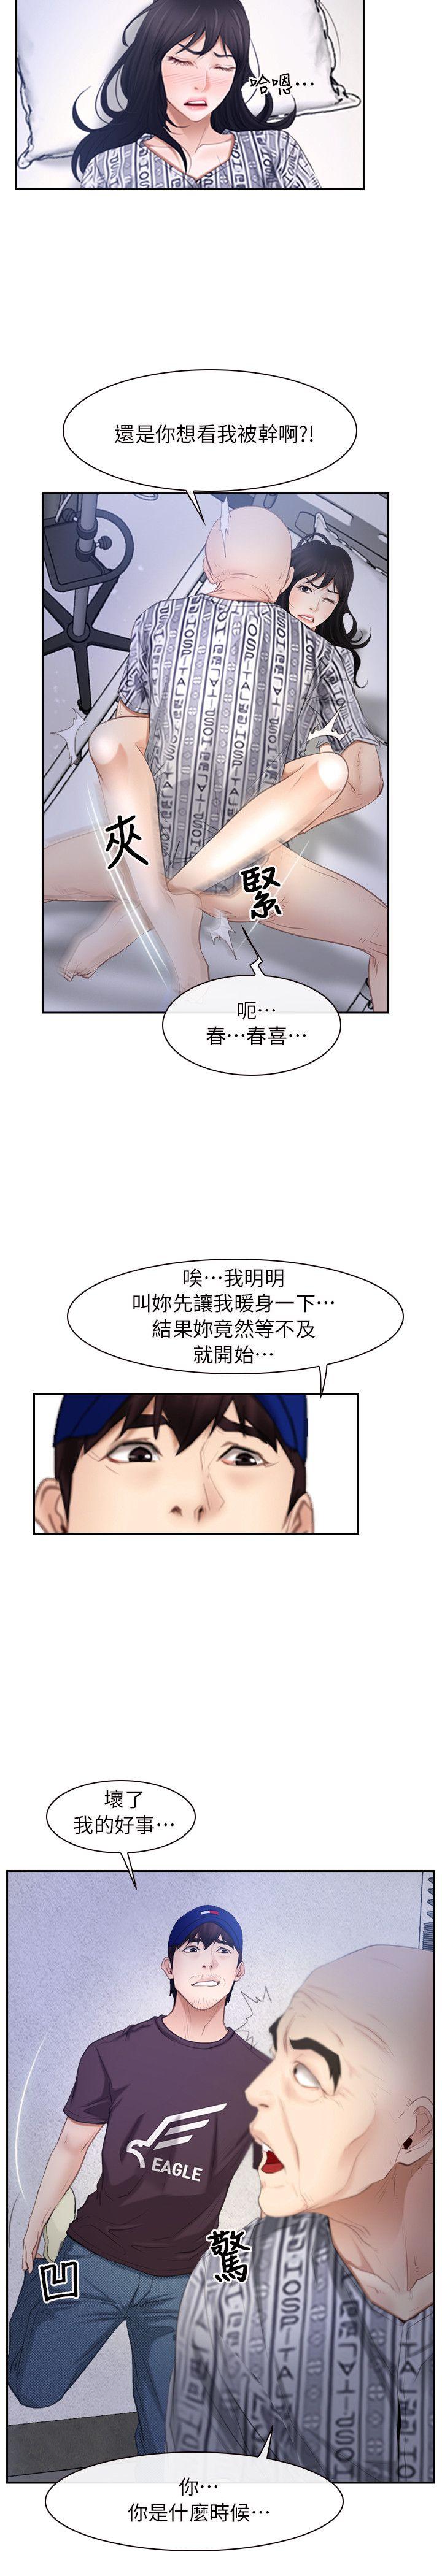 哈嗯…
還是你想看我被幹啊?!
夾
緊
呃…
春…春喜…
唉…我明明
叫妳先讓我暖身一下…
結果妳竟然等不及
就開始…
壞了
我的好事…
EAGLE
凹
驚
你…
你是什麼時候…